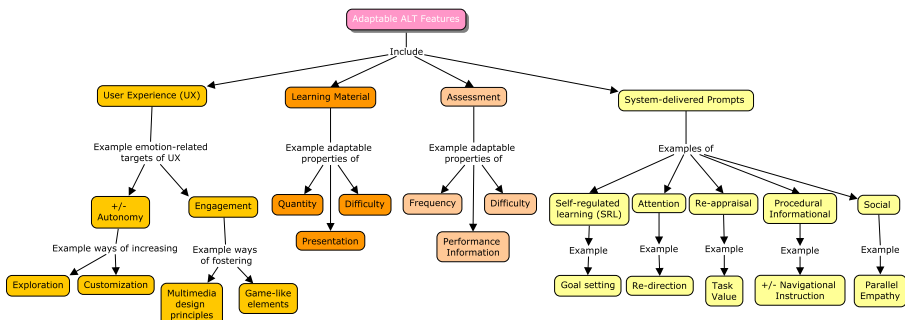 Adaptable ALT Features
Include
User Experience (UX)
Learning Material
Assessment
System-delivered Prompts
Example emotion-related
targets of UX
Example adaptable
properties of
Example adaptable
properties of
Examples of
+/-
Autonomy
Engagement
Quantity
Difficulty
Presentation
Frequency
Difficulty
Performance
Information
Self-regulated
learning (SRL)
Attention
Re-appraisal
Procedural
Informational
Social
Example ways of increasing
Example ways
of fostering
Example
Example
Example
Example
Example
Exploration
Customization
Multimedia
design
principles
Game-like
elements
Goal setting
Re-direction
Task
Value
+/- Navigational
Instruction
Parallel
Empathy